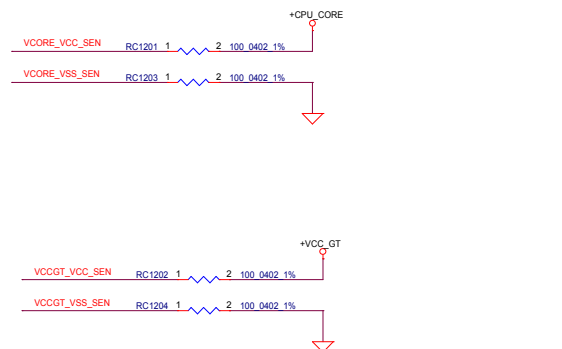 +CPU_CORE
VCORE_VCC_SEN RC1201 1 2 100_0402_1%
VCORE_VSS_SEN RC1203 1 2 100_0402_1%
+VCC_GT
VCCGT_VCC_SEN RC1202 1 2 100_0402_1%
VCCGT_VSS_SEN RC1204 1 2 100_0402_1%